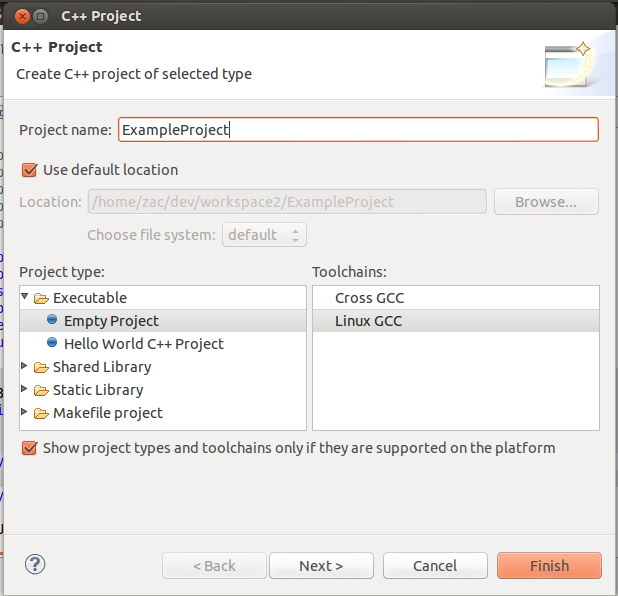 C++ Project
C++ Project
Create C++ project of selected type
Project name: ExampleProject
Use default location
Location: /home/zac/dev/workspace2/ExampleProject Browse...
Choose file system: default
Project type: Toolchains:
Executable Cross GCC
Empty Project Linux GCC
Hello World C++ Project
Shared Library
Static Library
Makefile project
Show project types and toolchains only if they are supported on the platform
? < Back Next > Cancel Finish